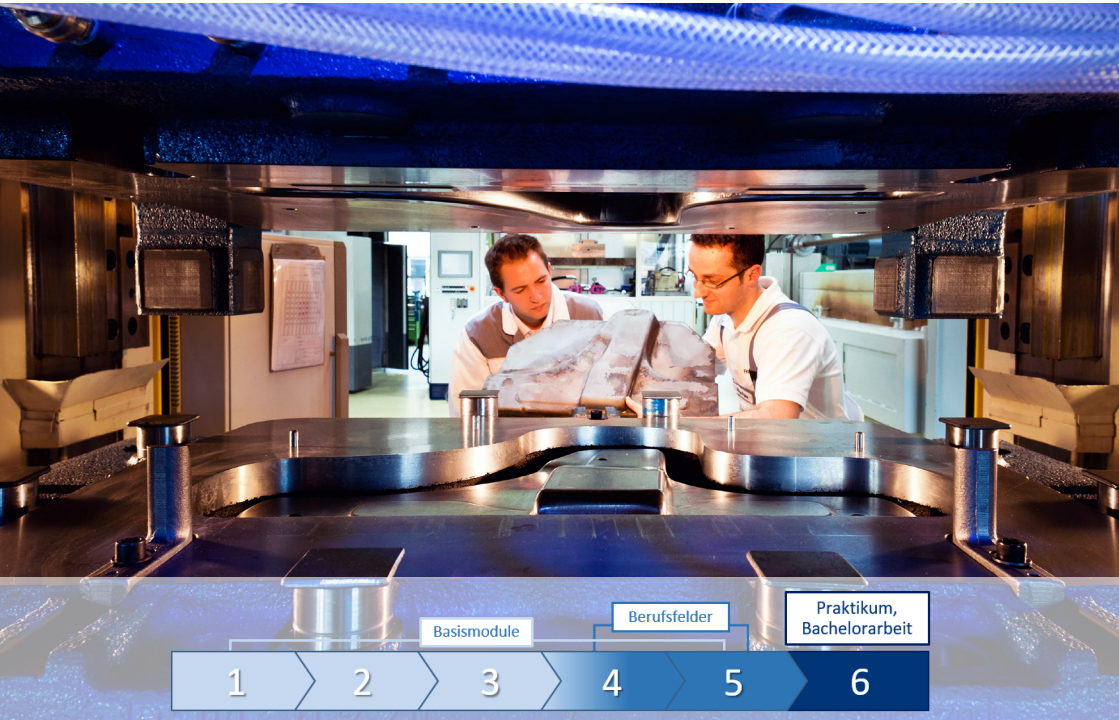 Berufsfelder
Praktikum,
Bachelorarbeit
Basismodule
1 2 3 4 5 6